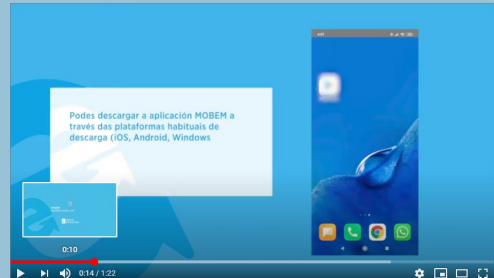 Podes descargar a aplicación MOBEM a
través das plataformas habituais de
descarga (iOS, Android, Windows
0:10
0:14 / 1:22